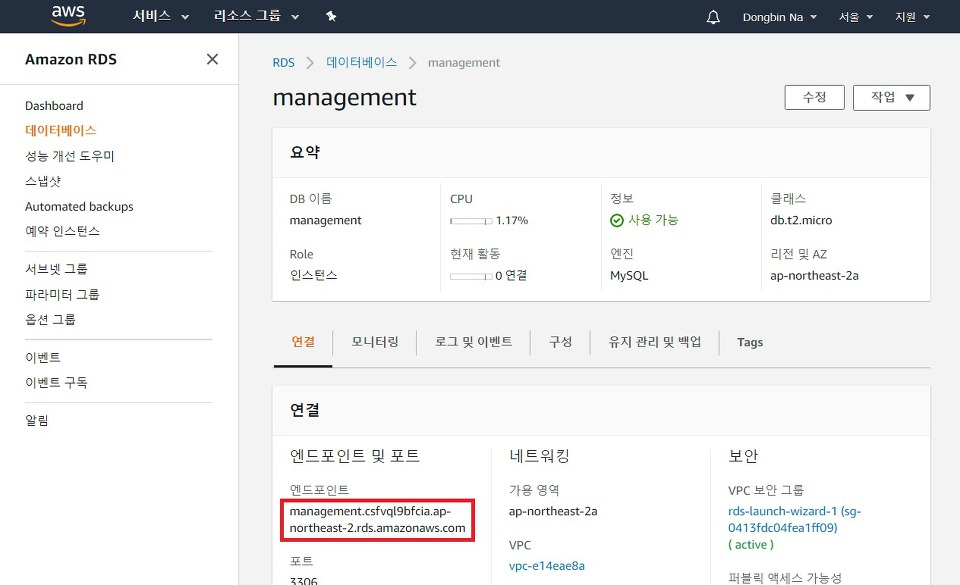 aws
서비스
리소스 그룹
Dongbin Na
서울
지원
Amazon RDS
Dashboard
데이터베이스
성능 개선 도우미
스냅샷
Automated backups
예약 인스턴스
서브넷 그룹
파라미터 그룹
옵션 그룹
이벤트
이벤트 구독
알림
RDS
데이터베이스
management
management
수정
작업
요약
DB 이름
management
CPU
1.17%
정보
사용 가능
클래스
db.t2.micro
Role
인스턴스
현재 활동
0 연결
엔진
MySQL
리전 및 AZ
ap-northeast-2a
연결
모니터링
로그 및 이벤트
구성
유지 관리 및 백업
Tags
연결
엔드포인트 및 포트
엔드포인트
management.csfvql9bfcia.ap-
northeast-2.rds.amazonaws.com
포트
3306
네트워킹
가용 영역
ap-northeast-2a
VPC
vpc-e14eae8a
보안
VPC 보안 그룹
rds-launch-wizard-1 (sg-
0413fdc04fea1ff09)
( active )
퍼블릭 액세스 가능성